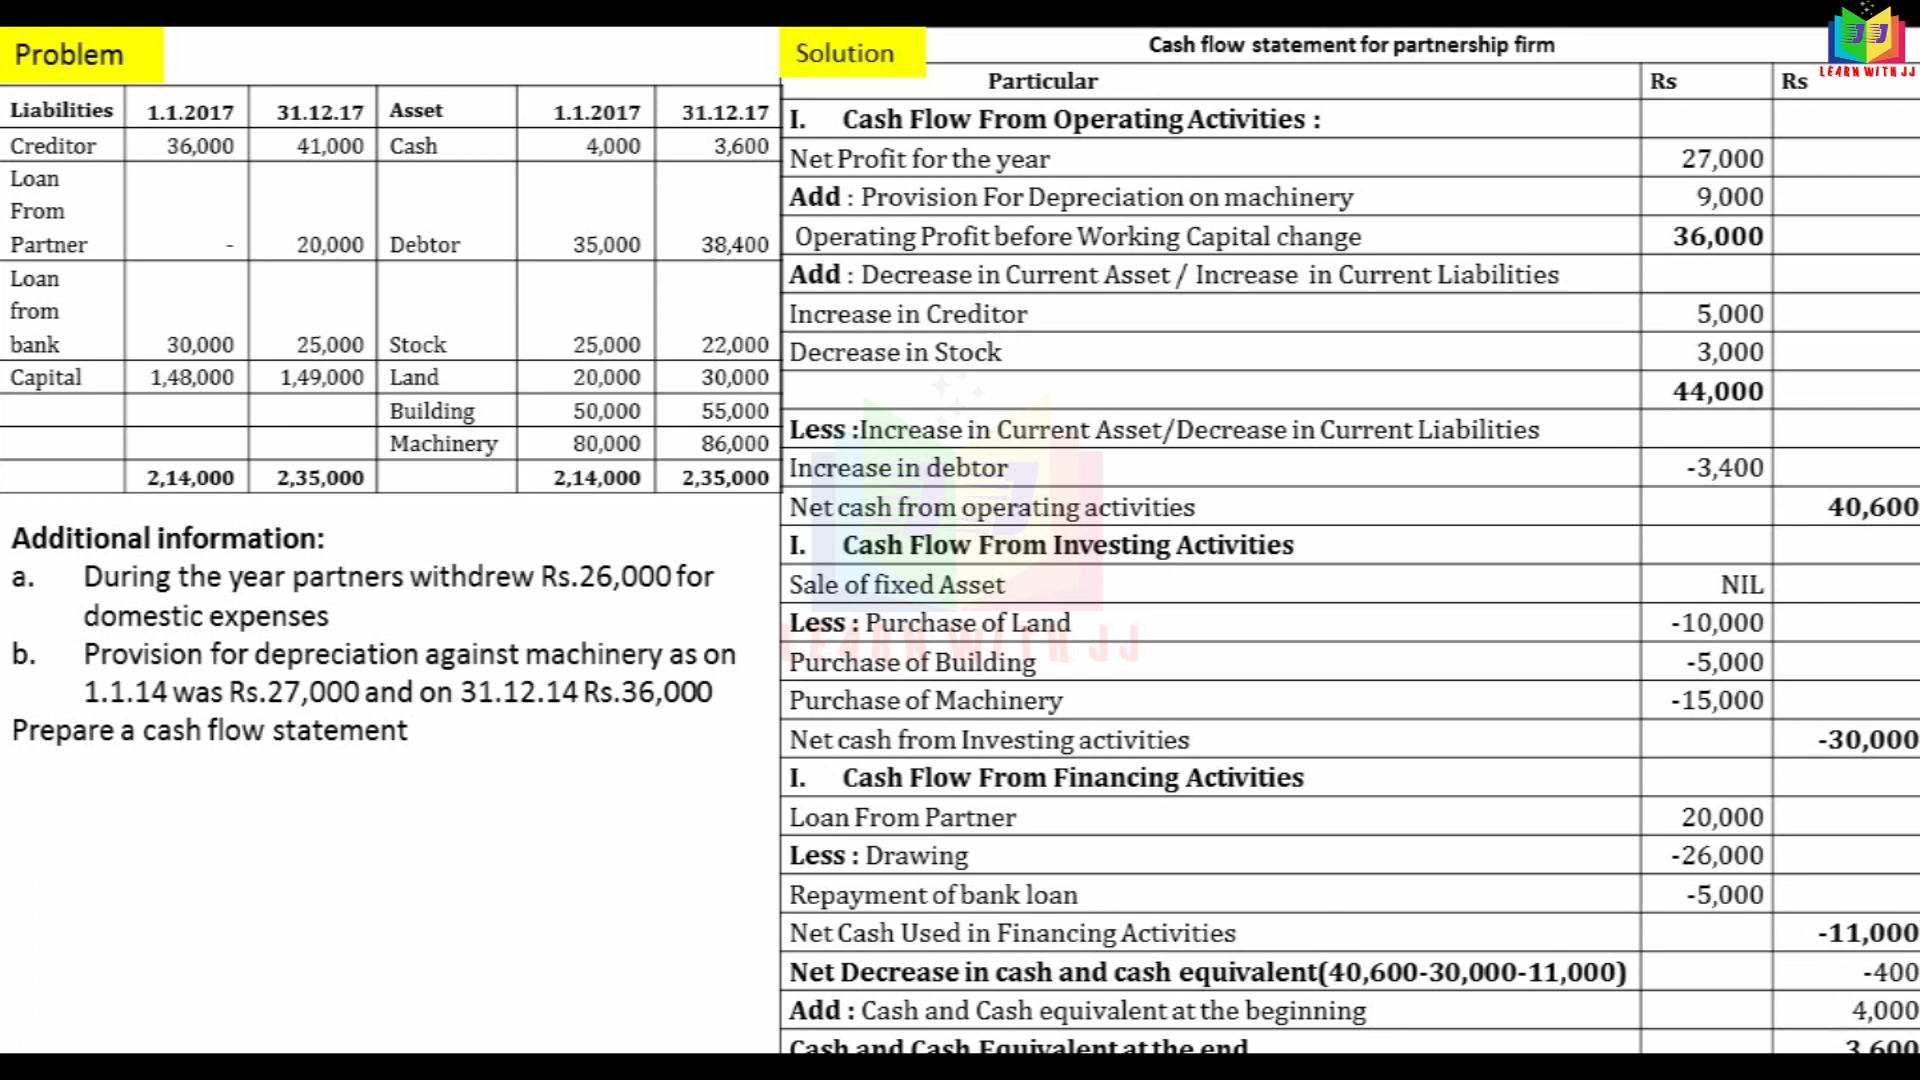 Problem
Liabilities 1.1.2017 31.12.17 Asset 1.1.2017 31.12.17
Creditor 36,000 41,000 Cash 4,000 3,600
Loan
From
Partner - 20,000 Debtor 35,000 38,400
Loan
from
bank 30,000 25,000 Stock 25,000 22,000
Capital 1,48,000 1,49,000 Land 20,000 30,000
Building 50,000 55,000
Machinery 80,000 86,000
2,14,000 2,35,000 2,14,000 2,35,000
Additional information:
a. During the year partners withdrew Rs.26,000 for
domestic expenses
b. Provision for depreciation against machinery as on
1.1.14 was Rs.27,000 and on 31.12.14 Rs.36,000
Prepare a cash flow statement
Solution
Cash flow statement for partnership firm
Particular Rs Rs
I. Cash Flow From Operating Activities :
Net Profit for the year 27,000
Add : Provision For Depreciation on machinery 9,000
Operating Profit before Working Capital change 36,000
Add : Decrease in Current Asset / Increase in Current Liabilities
Increase in Creditor 5,000
Decrease in Stock 3,000
44,000
Less :Increase in Current Asset/Decrease in Current Liabilities
Increase in debtor -3,400
Net cash from operating activities 40,600
I. Cash Flow From Investing Activities
Sale of fixed Asset NIL
Less : Purchase of Land -10,000
Purchase of Building -5,000
Purchase of Machinery -15,000
Net cash from Investing activities -30,000
I. Cash Flow From Financing Activities
Loan From Partner 20,000
Less : Drawing -26,000
Repayment of bank loan -5,000
Net Cash Used in Financing Activities -11,000
Net Decrease in cash and cash equivalent(40,600-30,000-11,000) -400
Add : Cash and Cash equivalent at the beginning 4,000
Cash and Cash Equivalent at the end 3,600
JJ
LEARN WITH JJ
JJ
LEARN WITH JJ